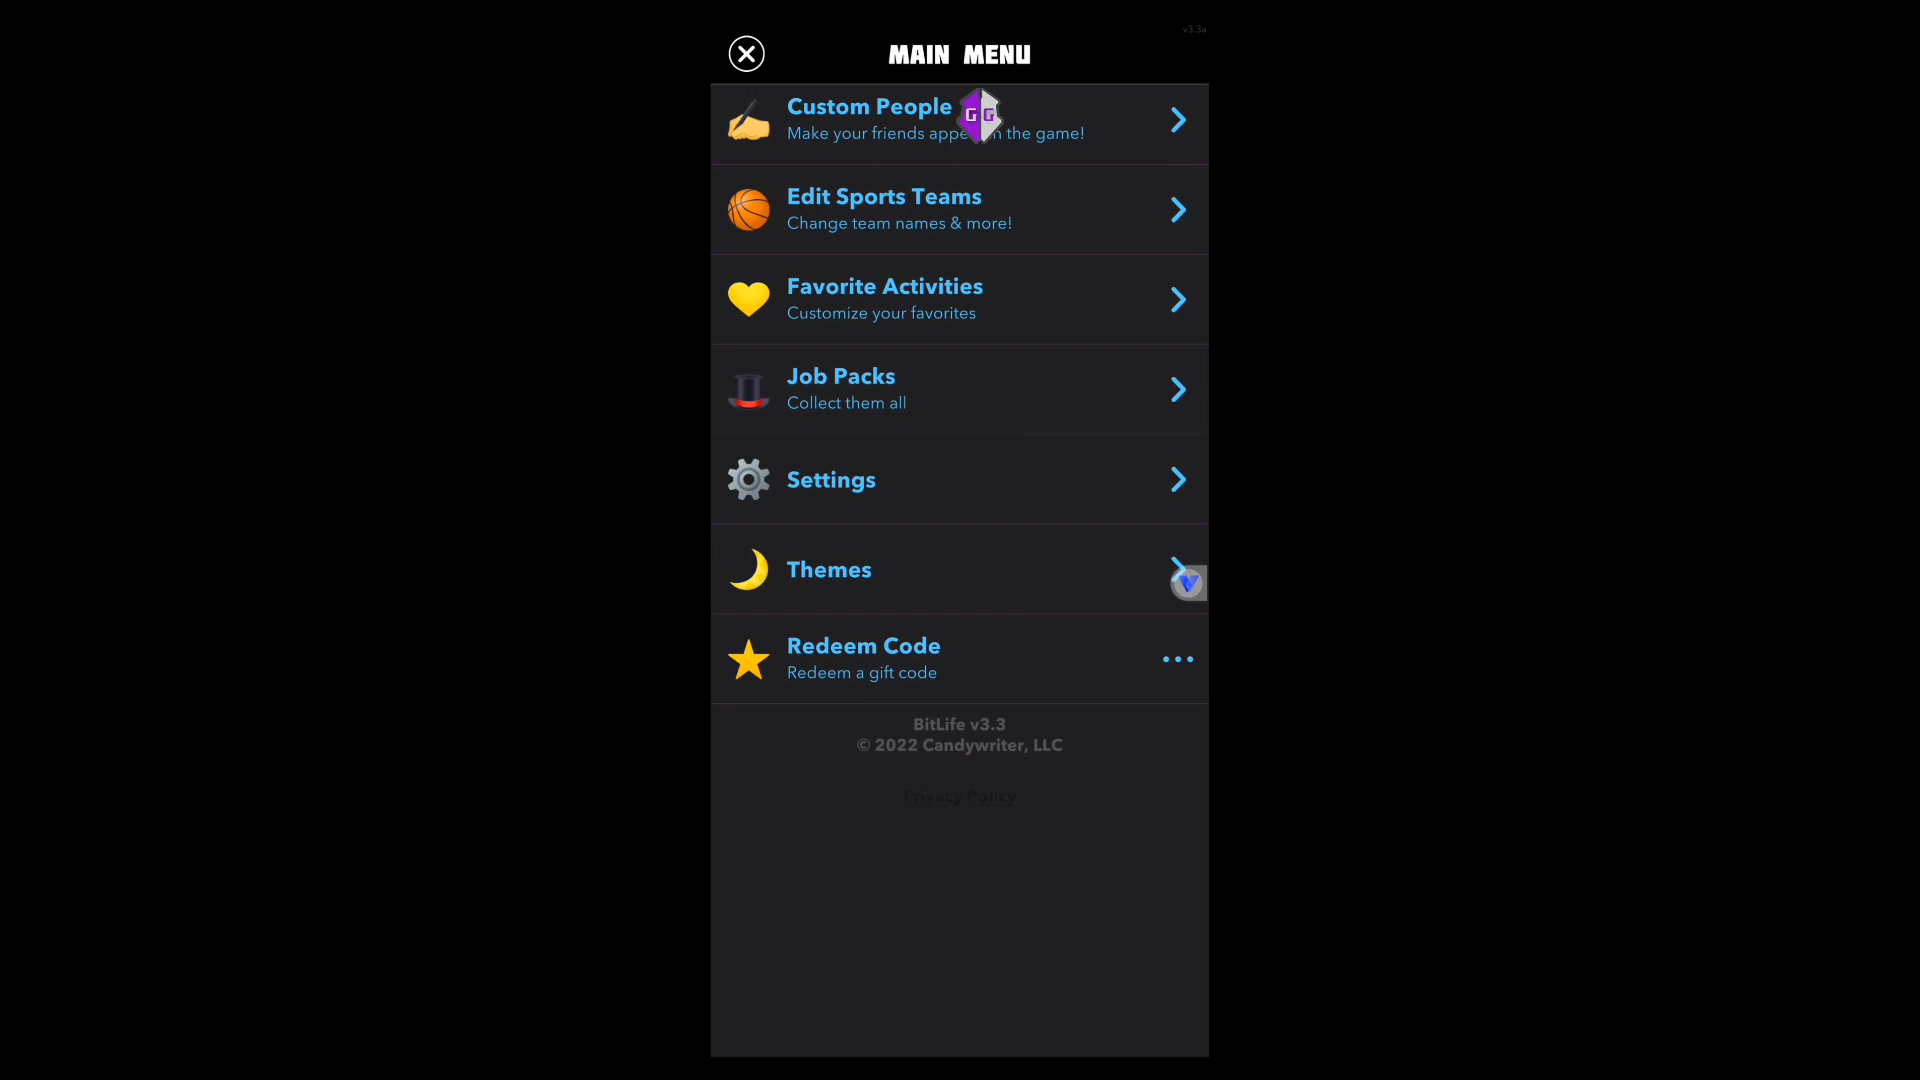 v3.3a
MAIN MENU
Custom People
G G
Make your friends appe n the game!
Edit Sports Teams
Change team names & more!
Favorite Activities
Customize your favorites
Job Packs
Collect them all
Settings
Themes
V
Redeem Code
Redeem a gift code
BitLife v3.3
© 2022 Candywriter, LLC
Privacy Policy